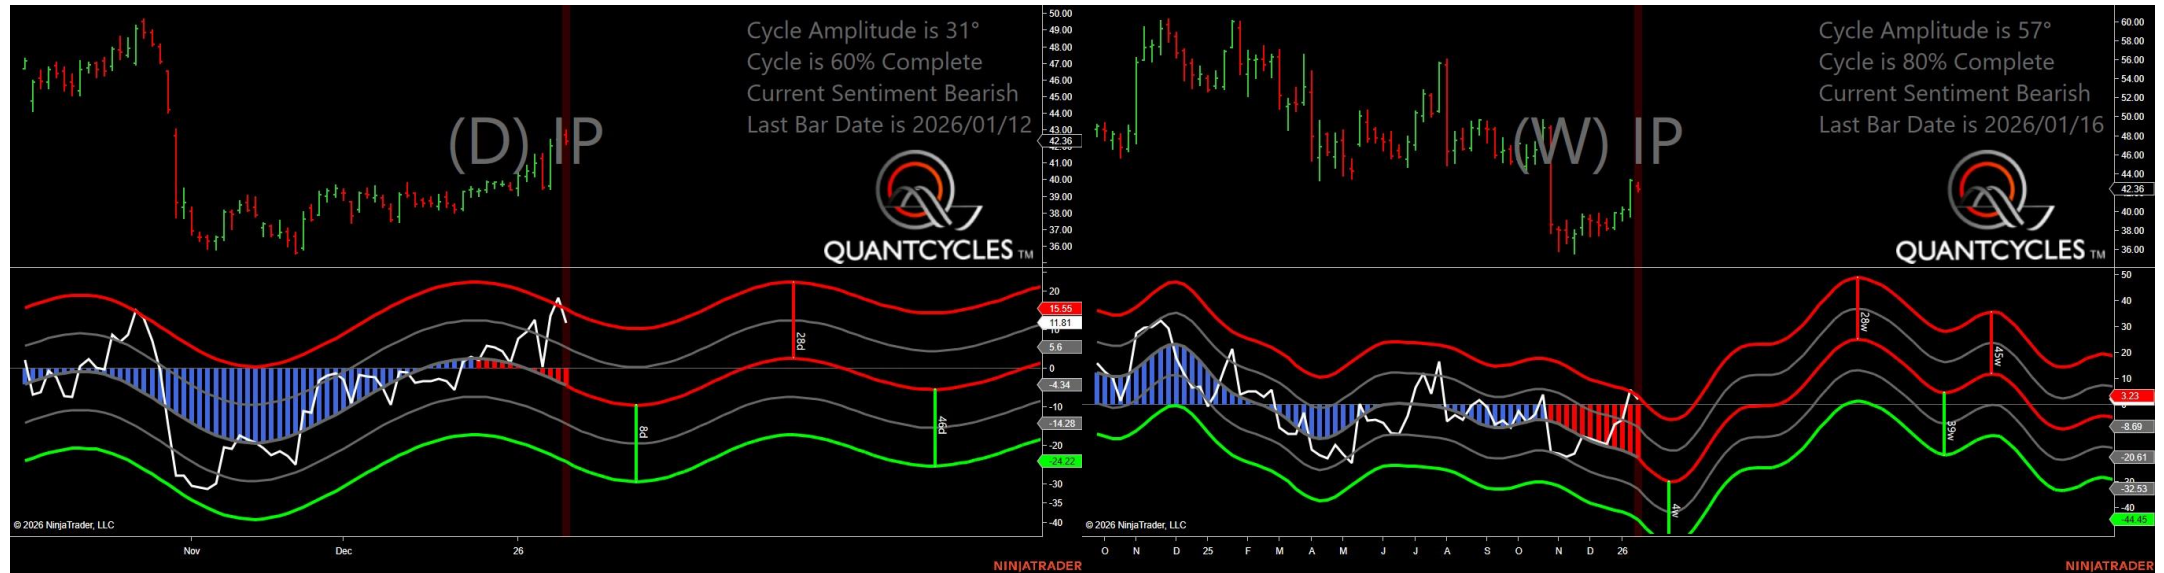 Cycle Amplitude is 31°
Cycle is 60% Complete
Current Sentiment Bearish
Last Bar Date is 2026/01/12
(D) IP
QUANTCYCLES TM
50.00
49.00
48.00
47.00
46.00
45.00
44.00
43.00
42.36
41.00
40.00
39.00
38.00
37.00
36.00
20
15.55
11.81
10
5.6
0
-4.34
-10
-14.28
-20
-24.22
-30
-35
-40
28d
8d
46d
© 2026 NinjaTrader, LLC
Nov Dec 26
NINJATRADER
Cycle Amplitude is 57°
Cycle is 80% Complete
Current Sentiment Bearish
Last Bar Date is 2026/01/16
(W) IP
QUANTCYCLES TM
60.00
58.00
56.00
54.00
52.00
50.00
48.00
46.00
44.00
42.36
40.00
38.00
36.00
50
40
30
20
10
3.23
0
-8.69
-20.61
-32.53
-40
-44.45
28w
45w
39w
4w
© 2026 NinjaTrader, LLC
O N D 25 F M A M J J A S O N D 26
NINJATRADER